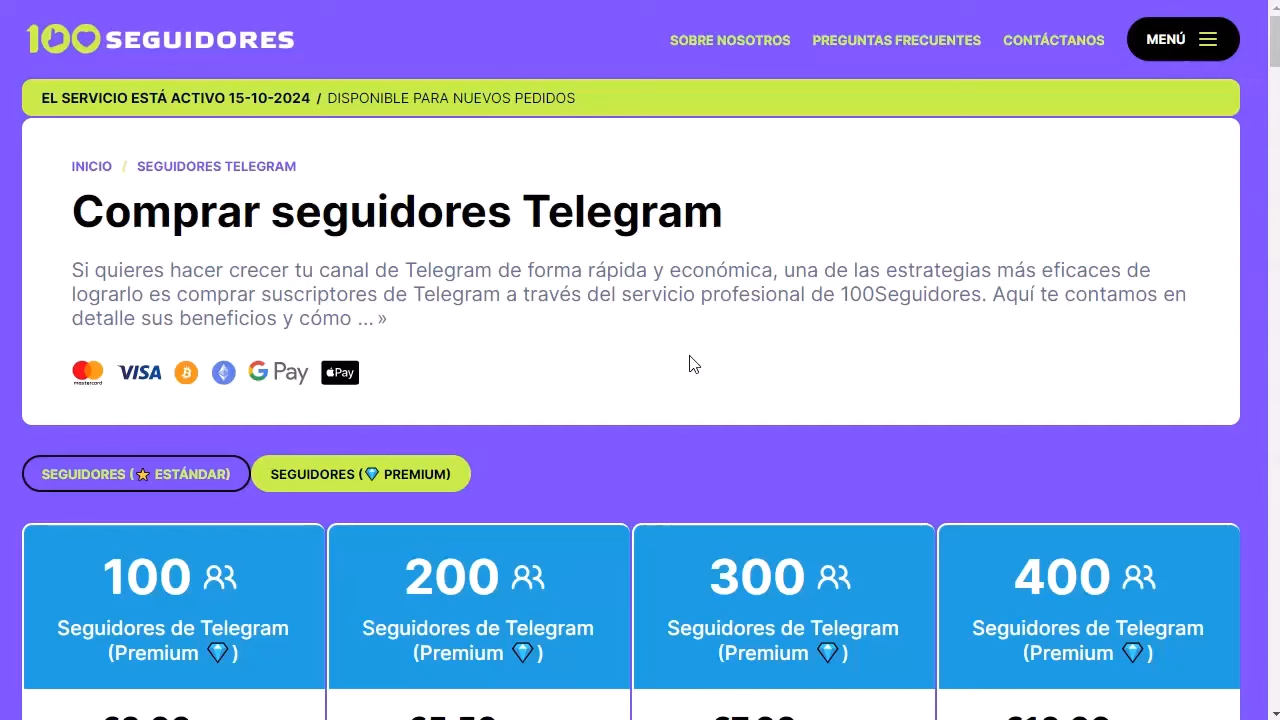 100 SEGUIDORES
SOBRE NOSOTROS PREGUNTAS FRECUENTES CONTÁCTANOS MENÚ
EL SERVICIO ESTÁ ACTIVO 15-10-2024 / DISPONIBLE PARA NUEVOS PEDIDOS
INICIO / SEGUIDORES TELEGRAM
Comprar seguidores Telegram
Si quieres hacer crecer tu canal de Telegram de forma rápida y económica, una de las estrategias más eficaces de
lograrlo es comprar suscriptores de Telegram a través del servicio profesional de 100Seguidores. Aquí te contamos en
detalle sus beneficios y cómo ... »
mastercard VISA G Pay Pay
SEGUIDORES (⭐ ESTÁNDAR) SEGUIDORES (💎 PREMIUM)
100 200 300 400
Seguidores de Telegram Seguidores de Telegram Seguidores de Telegram Seguidores de Telegram
(Premium 💎) (Premium 💎) (Premium 💎) (Premium 💎)